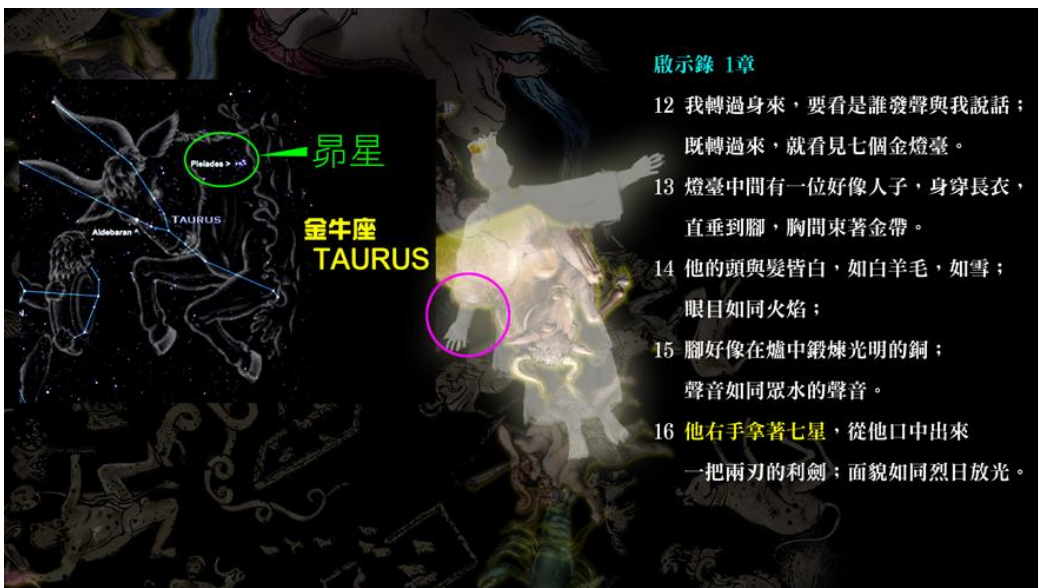 Pleiades >
昴星
TAURUS
Aldebaran ^
金牛座
TAURUS
啟示錄 1章
12 我轉過身來，要看是誰發聲與我說話；
既轉過來，就看見七個金燈臺。
13 燈臺中間有一位好像人子，身穿長衣，
直垂到腳，胸間束著金帶。
14 他的頭與髮皆白，如白羊毛，如雪；
眼目如同火焰；
15 腳好像在爐中鍛煉光明的銅；
聲音如同眾水的聲音。
16 他右手拿著七星，從他口中出來
一把兩刃的利劍；面貌如同烈日放光。